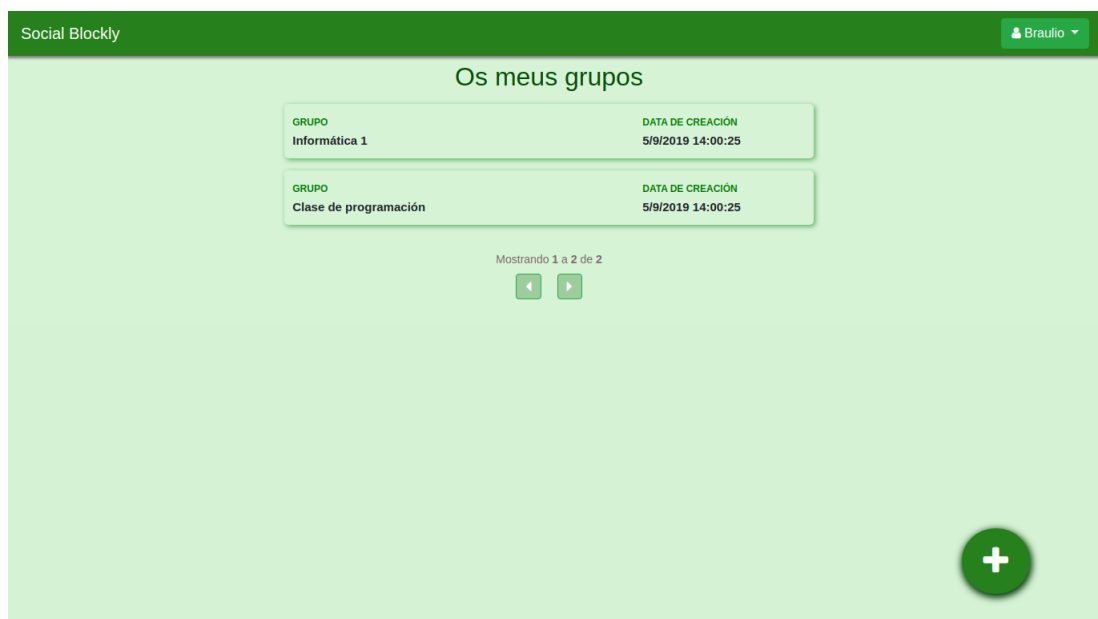 Social Blockly
Braulio
Os meus grupos
GRUPO
DATA DE CREACIÓN
Informática 1
5/9/2019 14:00:25
GRUPO
DATA DE CREACIÓN
Clase de programación
5/9/2019 14:00:25
Mostrando 1 a 2 de 2